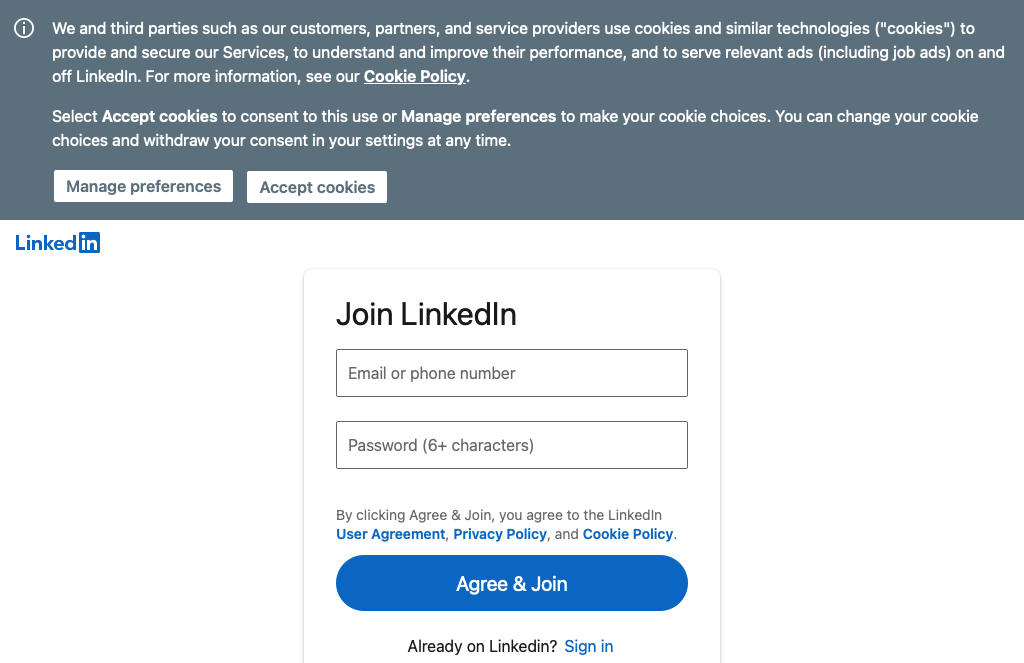 We and third parties such as our customers, partners, and service providers use cookies and similar technologies ("cookies") to
provide and secure our Services, to understand and improve their performance, and to serve relevant ads (including job ads) on and
off LinkedIn. For more information, see our Cookie Policy.
Select Accept cookies to consent to this use or Manage preferences to make your cookie choices. You can change your cookie
choices and withdraw your consent in your settings at any time.
Manage preferences Accept cookies
Linked in
Join LinkedIn
Email or phone number
Password (6+ characters)
By clicking Agree & Join, you agree to the LinkedIn
User Agreement, Privacy Policy, and Cookie Policy.
Agree & Join
Already on Linkedin? Sign in